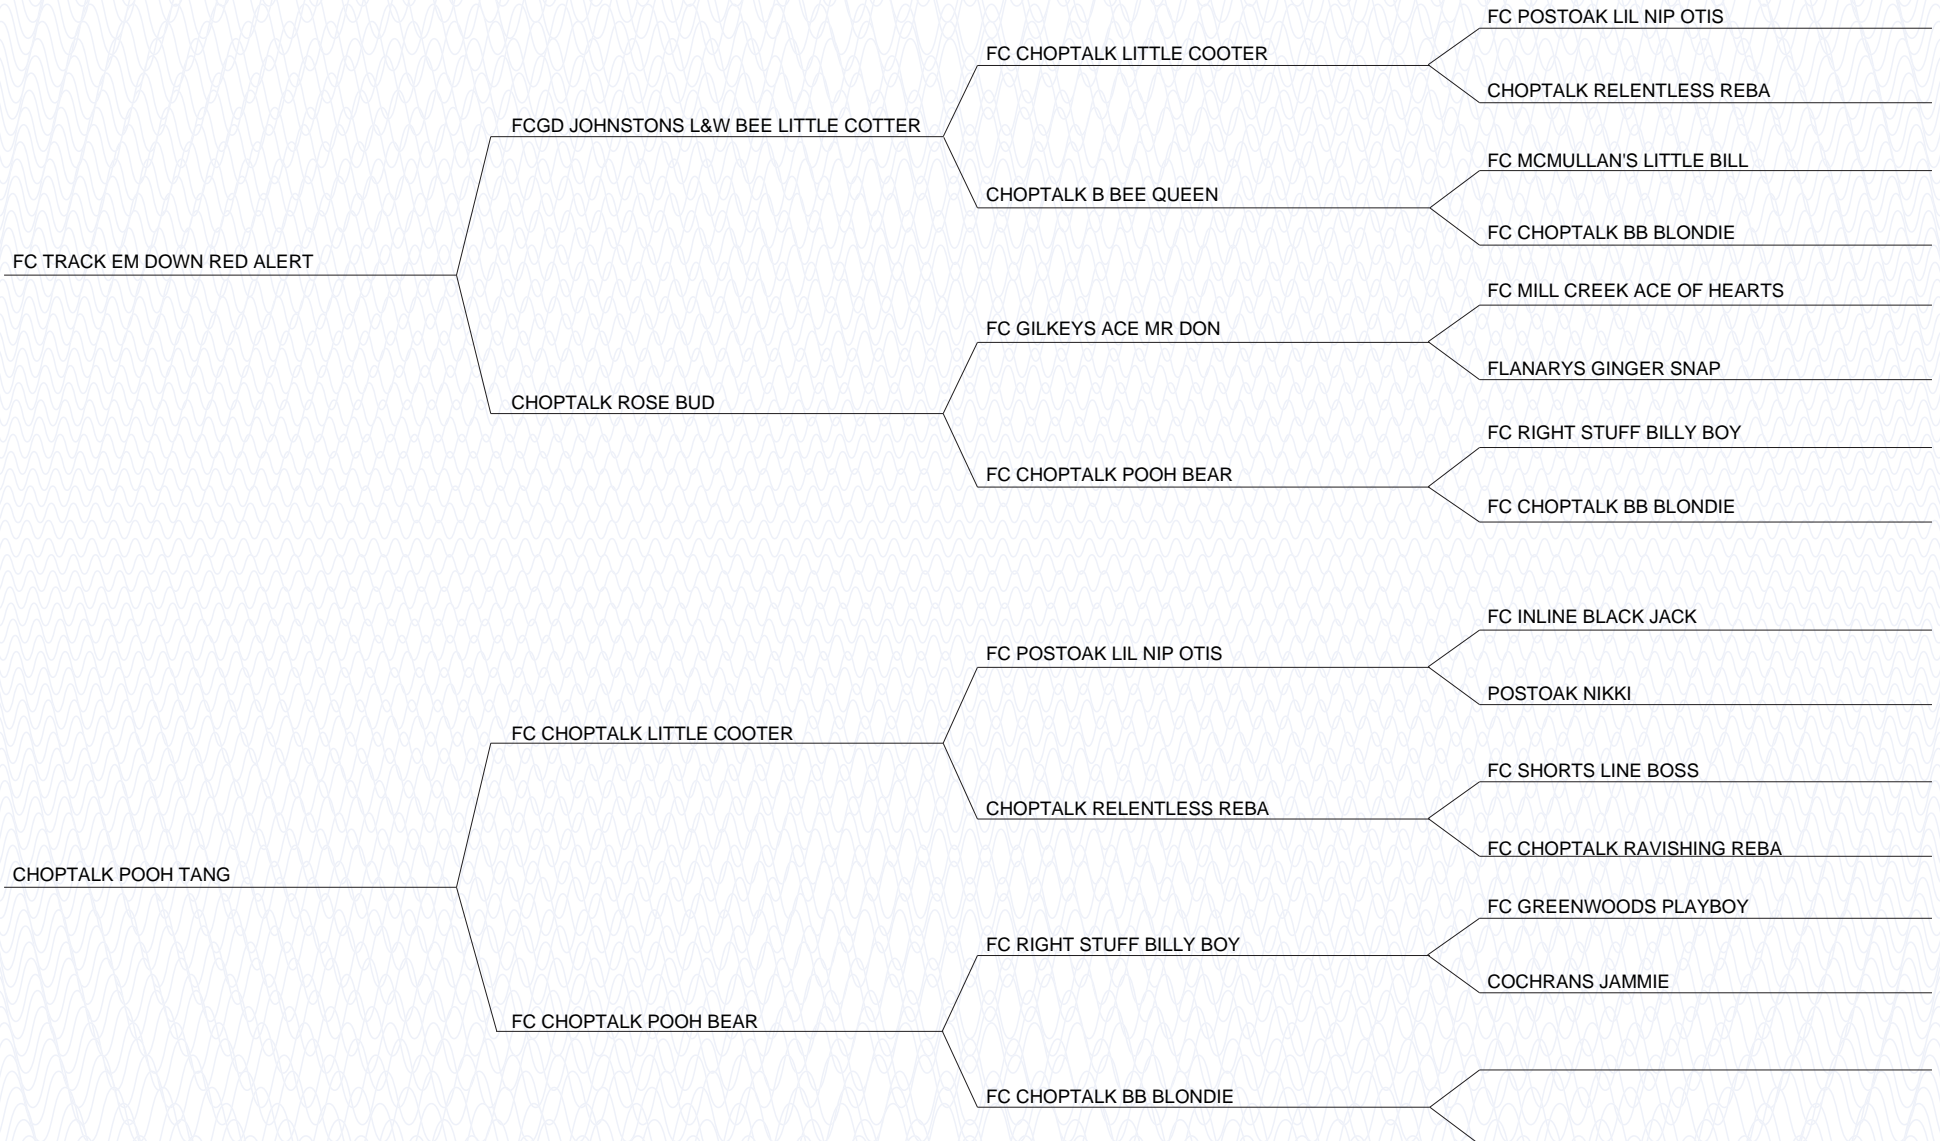 FC POSTOAK LIL NIP OTIS
FC CHOPTALK LITTLE COOTER
CHOPTALK RELENTLESS REBA
FCGD JOHNSTONS L&W BEE LITTLE COTTER
FC MCMULLAN'S LITTLE BILL
CHOPTALK B BEE QUEEN
FC CHOPTALK BB BLONDIE
FC TRACK EM DOWN RED ALERT
FC MILL CREEK ACE OF HEARTS
FC GILKEYS ACE MR DON
FLANARYS GINGER SNAP
CHOPTALK ROSE BUD
FC RIGHT STUFF BILLY BOY
FC CHOPTALK POOH BEAR
FC CHOPTALK BB BLONDIE
FC INLINE BLACK JACK
FC POSTOAK LIL NIP OTIS
POSTOAK NIKKI
FC CHOPTALK LITTLE COOTER
FC SHORTS LINE BOSS
CHOPTALK RELENTLESS REBA
FC CHOPTALK RAVISHING REBA
CHOPTALK POOH TANG
FC GREENWOODS PLAYBOY
FC RIGHT STUFF BILLY BOY
COCHRANS JAMMIE
FC CHOPTALK POOH BEAR
FC CHOPTALK BB BLONDIE